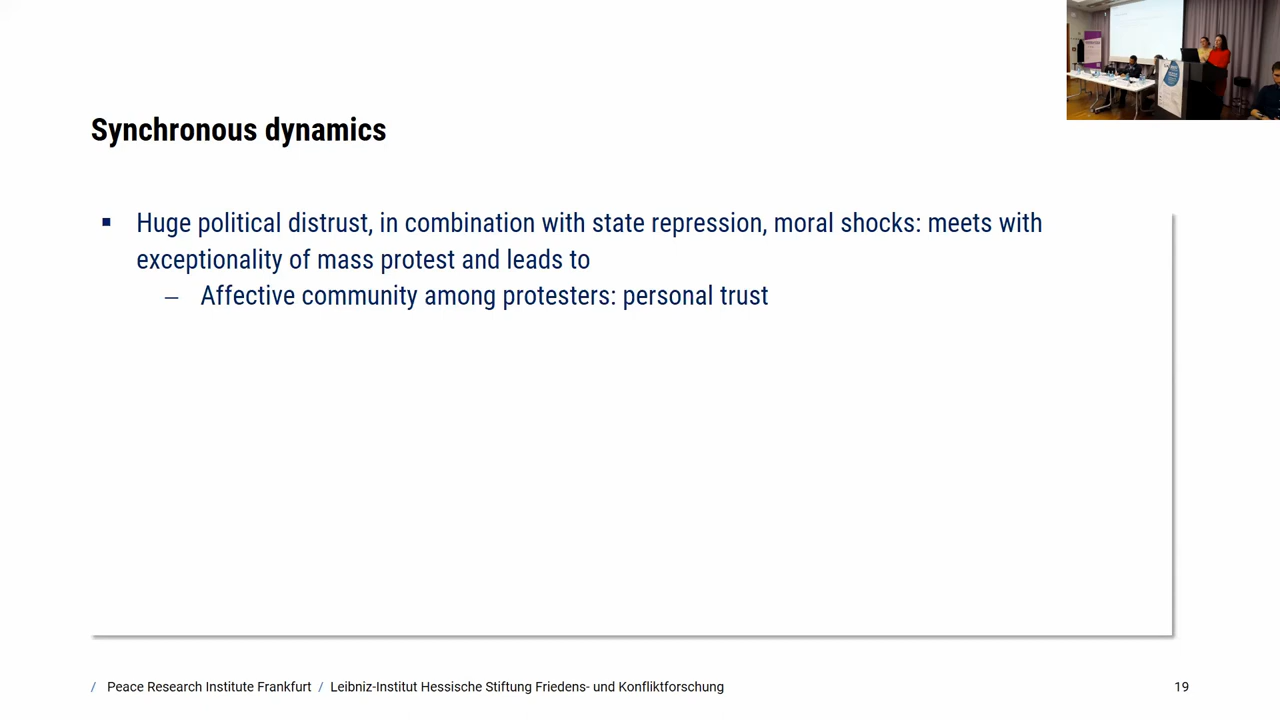 Synchronous dynamics
▪ Huge political distrust, in combination with state repression, moral shocks: meets with
exceptionality of mass protest and leads to
– Affective community among protesters: personal trust
/ Peace Research Institute Frankfurt / Leibniz-Institut Hessische Stiftung Friedens- und Konfliktforschung
19